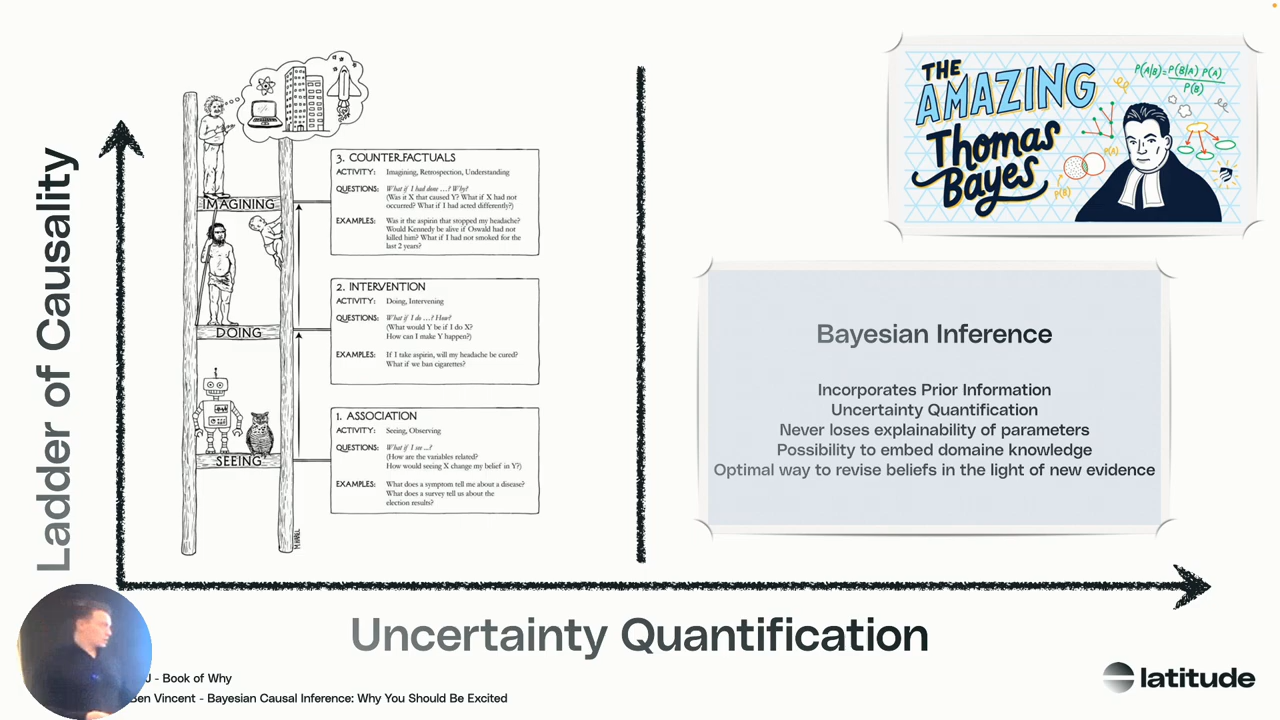 Ladder of Causality
IMAGINING
DOING
SEEING
3. COUNTERFACTUALS
ACTIVITY: Imagining, Retrospection, Understanding
QUESTIONS: What if I had done ...? Why?
(Was it X that caused Y? What if X had not
occurred? What if I had acted differently?)
EXAMPLES: Was it the aspirin that stopped my headache?
Would Kennedy be alive if Oswald had not
killed him? What if I had not smoked for the
last 2 years?
2. INTERVENTION
ACTIVITY: Doing, Intervening
QUESTIONS: What if I do ...? How?
(What would Y be if I do X?
How can I make Y happen?)
EXAMPLES: If I take aspirin, will my headache be cured?
What if we ban cigarettes?
1. ASSOCIATION
ACTIVITY: Seeing, Observing
QUESTIONS: What if I see ...?
(How are the variables related?
How would seeing X change my belief in Y?)
EXAMPLES: What does a symptom tell me about a disease?
What does a survey tell us about the
election results?
THE
AMAZING
Thomas
Bayes
P(A|B)=P(B|A) P(A)
P(B)
P(A)
P(B)
Bayesian Inference
Incorporates Prior Information
Uncertainty Quantification
Never loses explainability of parameters
Possibility to embed domaine knowledge
Optimal way to revise beliefs in the light of new evidence
Uncertainty Quantification
J - Book of Why
Ben Vincent - Bayesian Causal Inference: Why You Should Be Excited
latitude